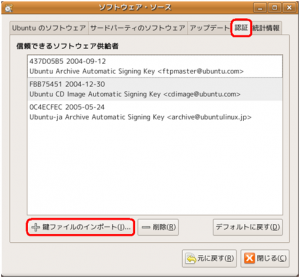 ソフトウェア・ソース
Ubuntu のソフトウェア サードパーティのソフトウェア アップデート 認証 統計情報
信頼できるソフトウェア供給者
437D05B5 2004-09-12
Ubuntu Archive Automatic Signing Key <ftpmaster@ubuntu.com>
FBB75451 2004-12-30
Ubuntu CD Image Automatic Signing Key <cdimage@ubuntu.com>
0C4ECFEC 2005-05-24
Ubuntu-ja Archive Automatic Signing Key <archive@ubuntulinux.jp>
鍵ファイルのインポート(I)... 削除(R) デフォルトに戻す(D)
元に戻す(R) 閉じる(C)